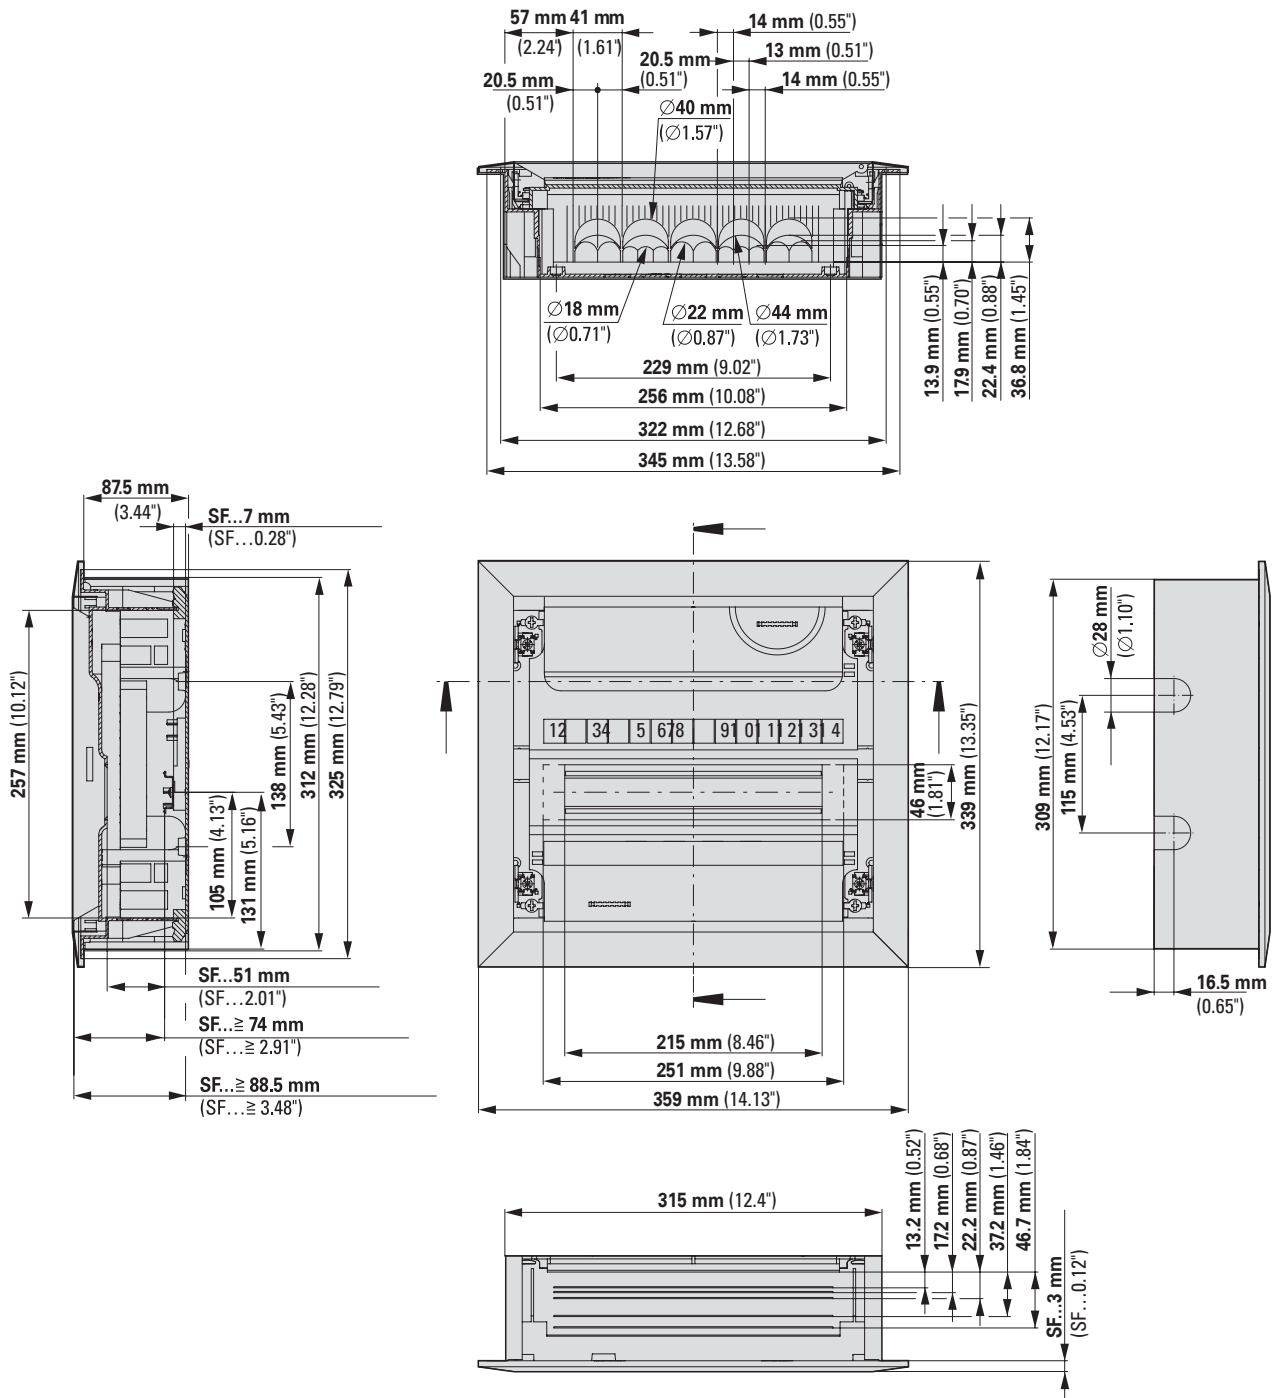 57 mm 41 mm
(2.24") (1.61")
14 mm (0.55")
13 mm (0.51")
20.5 mm
(0.51")
14 mm (0.55")
20.5 mm
(0.51")
∅40 mm
(∅1.57")
∅18 mm
(∅0.71")
∅22 mm
(∅0.87")
∅44 mm
(∅1.73")
13.9 mm (0.55")
17.9 mm (0.70")
22.4 mm (0.88")
36.8 mm (1.45")
229 mm (9.02")
256 mm (10.08")
322 mm (12.68")
345 mm (13.58")
87.5 mm
(3.44")
SF...7 mm
(SF...0.28")
257 mm (10.12")
105 mm (4.13")
131 mm (5.16")
138 mm (5.43")
312 mm (12.28")
325 mm (12.79")
SF...51 mm
(SF...2.01")
SF...≧ 74 mm
(SF...≧ 2.91")
SF...≧ 88.5 mm
(SF...≧ 3.48")
12 34 5 678 91 01 11 21 31 4
46 mm
(1.81")
339 mm (13.35")
215 mm (8.46")
251 mm (9.88")
359 mm (14.13")
∅28 mm
(∅1.10")
309 mm (12.17")
115 mm (4.53")
16.5 mm
(0.65")
315 mm (12.4")
13.2 mm (0.52")
17.2 mm (0.68")
22.2 mm (0.87")
37.2 mm (1.46")
46.7 mm (1.84")
SF...3 mm
(SF...0.12")